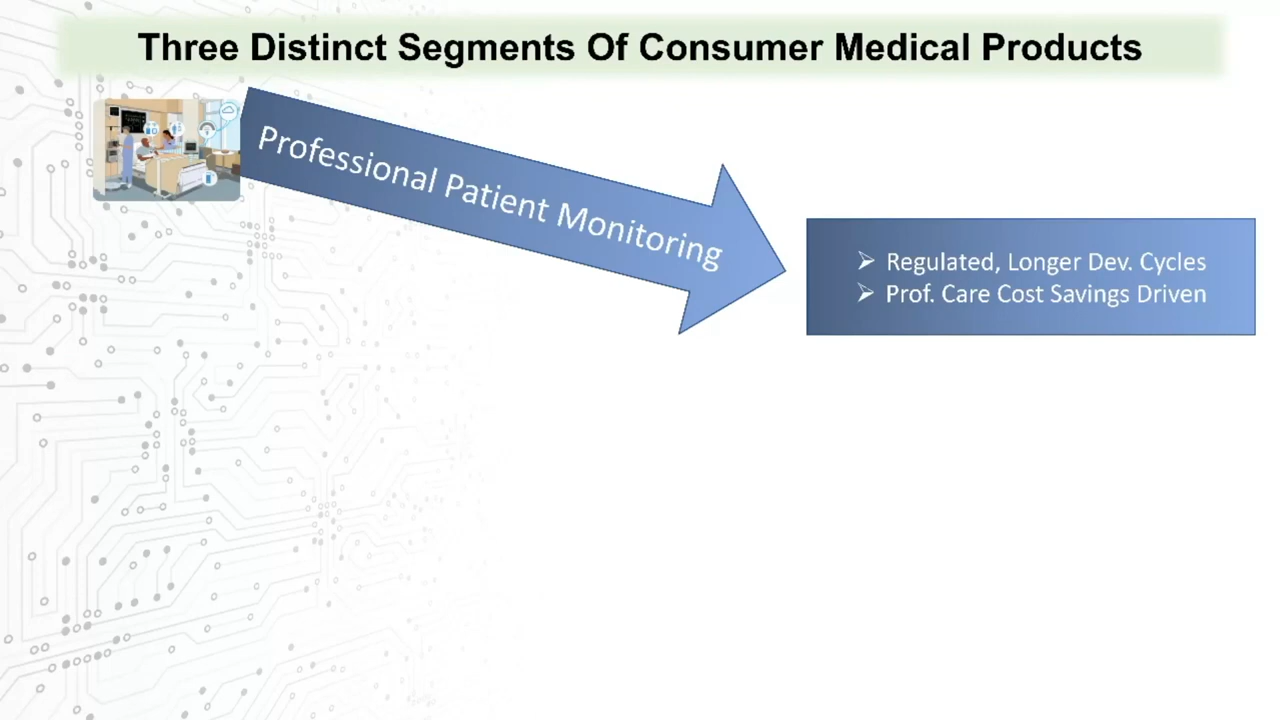 Three Distinct Segments Of Consumer Medical Products
Professional Patient Monitoring
➢ Regulated, Longer Dev. Cycles
➢ Prof. Care Cost Savings Driven